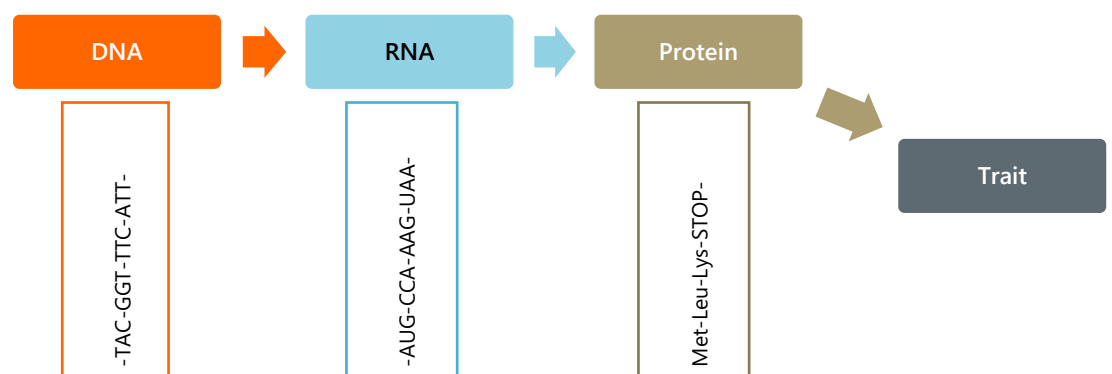 DNA
RNA
Protein
Trait
-TAC-GGT-TTC-ATT-
-AUG-CCA-AAG-UAA-
Met-Leu-Lys-STOP-